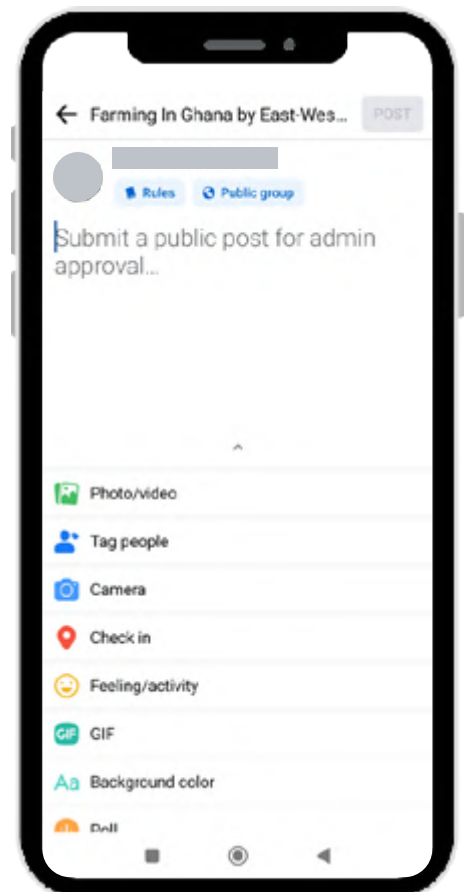 Farming In Ghana by East-Wes...
POST
Rules
Public group
Submit a public post for admin
approval...
Photo/video
Tag people
Camera
Check in
Feeling/activity
GIF
GIF
Aa
Background color
Poll